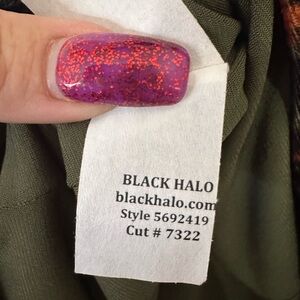 BLACK HALO
blackhalo.com
Style 5692419
Cut # 7322